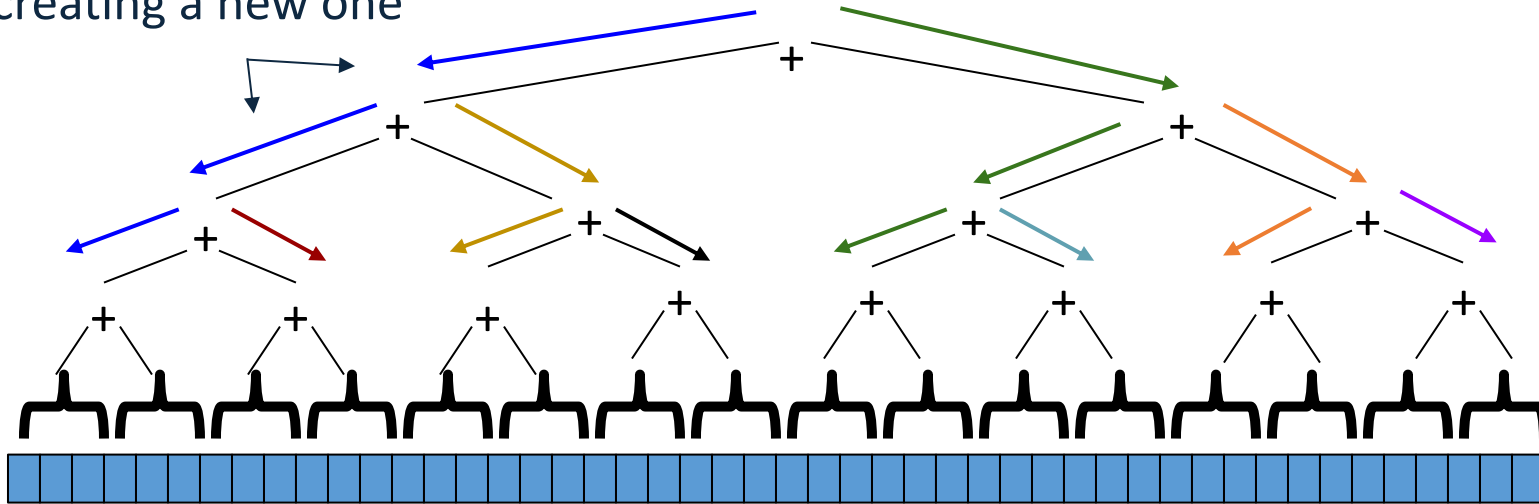 creating a new one
+
+ +
+ + + +
+ + + + + + + +